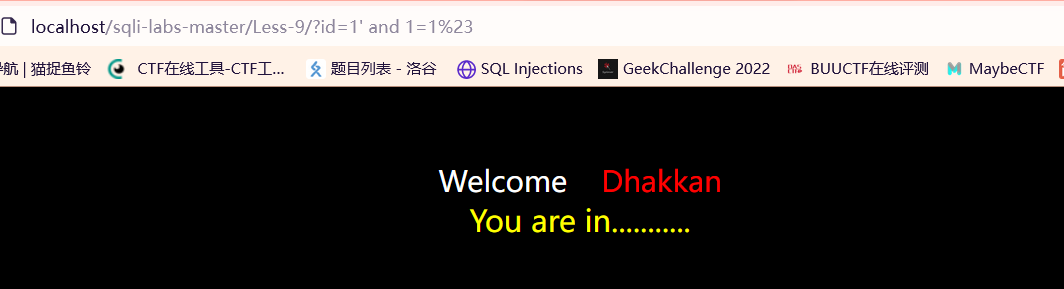 localhost/sqli-labs-master/Less-9/?id=1' and 1=1%23
航 | 猫捉鱼铃 CTF在线工具-CTF工... 题目列表 - 洛谷 SQL Injections GeekChallenge 2022 BUUCTF在线评测 MaybeCTF
Welcome Dhakkan
You are in...........